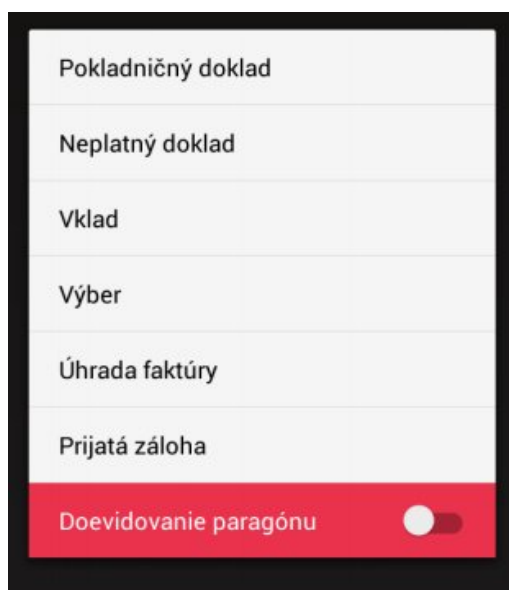 Pokladničný doklad
Neplatný doklad
Vklad
Výber
Úhrada faktúry
Prijatá záloha
Doevidovanie paragónu